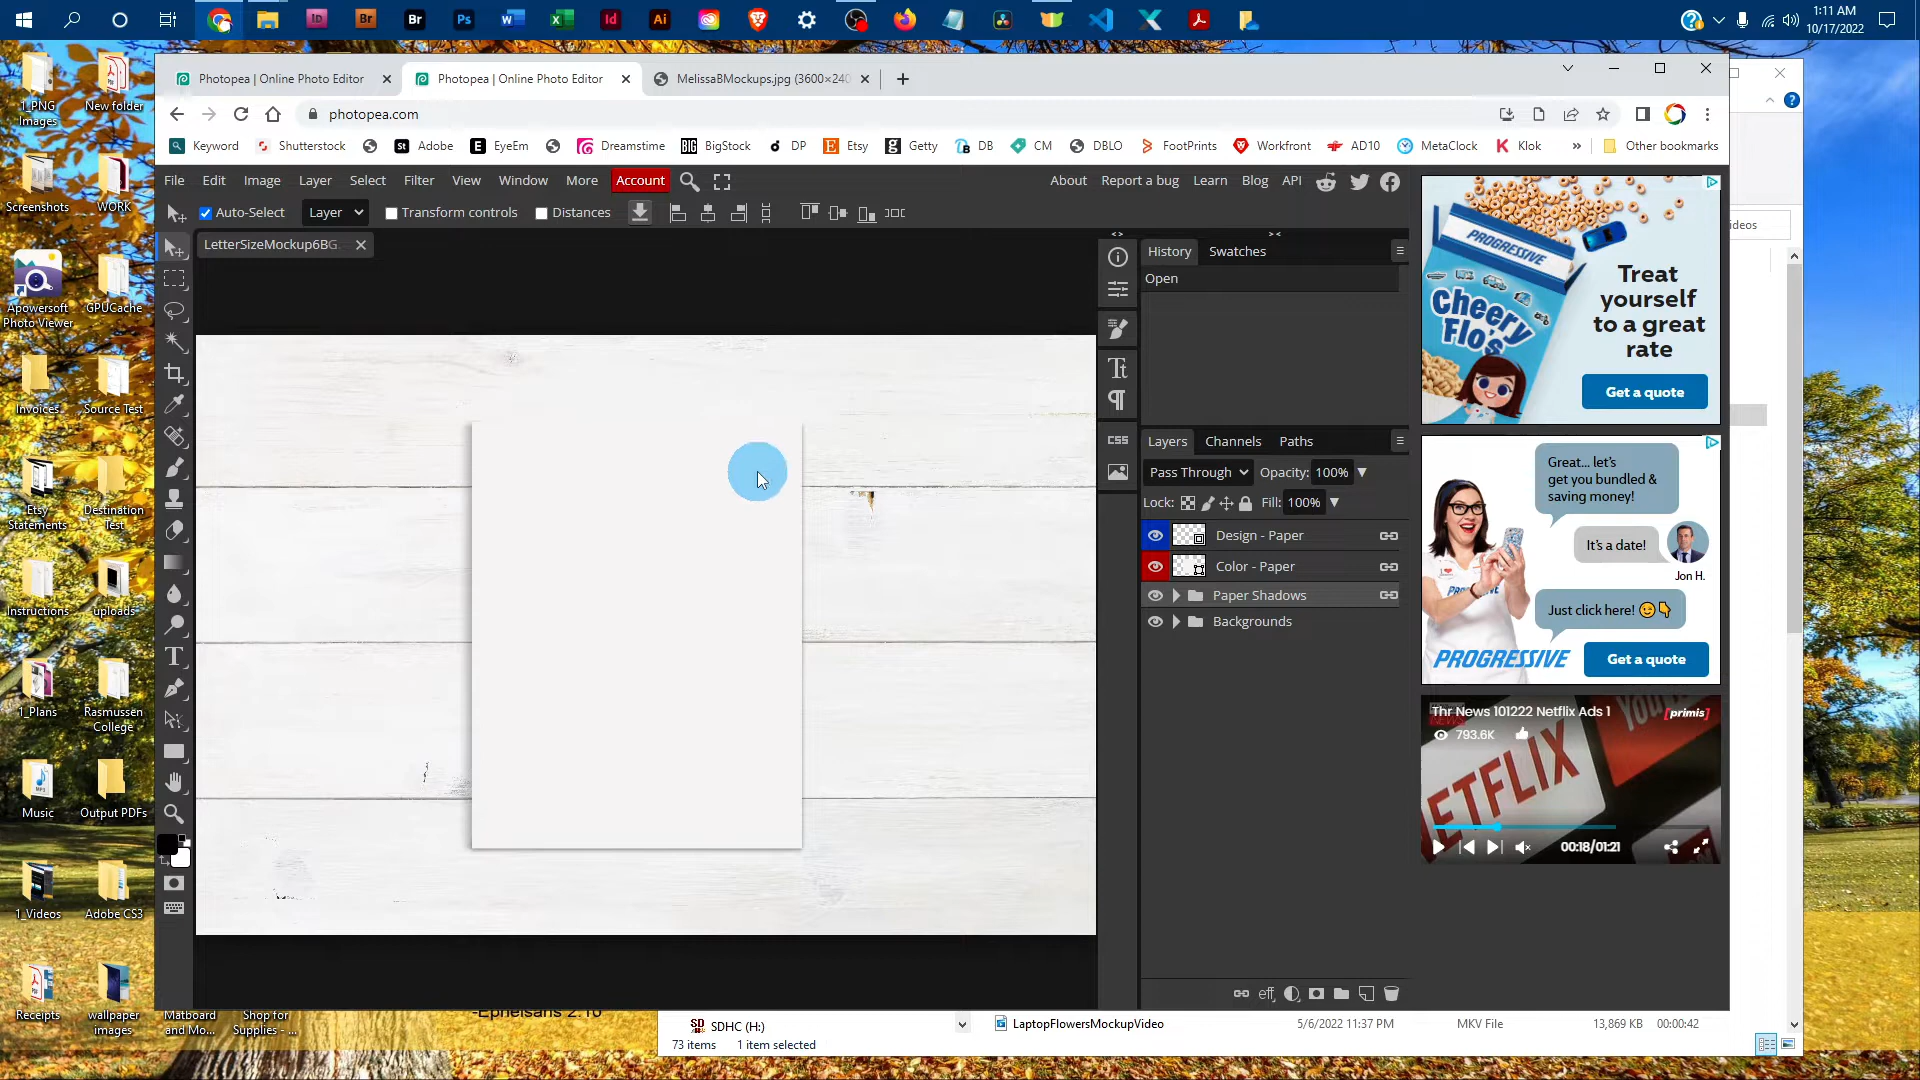 1:11 AM
10/17/2022
Photopea | Online Photo Editor
Photopea | Online Photo Editor
MelissaBMockups.jpg (3600×240
photopea.com
Keyword
Shutterstock
Adobe
EyeEm
Dreamstime
BigStock
DP
Etsy
Getty
DB
CM
DBLO
FootPrints
Workfront
AD10
MetaClock
Klok
Other bookmarks
File
Edit
Image
Layer
Select
Filter
View
Window
More
Account
About
Report a bug
Learn
Blog
API
Auto-Select
Layer
Transform controls
Distances
LetterSizeMockup6BG
History
Swatches
Open
Layers
Channels
Paths
Pass Through
Opacity: 100%
Lock:
Fill: 100%
Design - Paper
Color - Paper
Paper Shadows
Backgrounds
CSS
PROGRESSIVE
Cheery
Flo's
Treat
yourself
to a great
rate
Get a quote
Great... let's
get you bundled &
saving money!
It's a date!
Jon H.
Just click here!
PROGRESSIVE
Get a quote
Thr News 101222 Netflix Ads 1
[primis]
793.6K
NETFLIX
00:18/01:21
ideos
1_PNG
Images
New folder
Screenshots
WORK
Apowersoft
Photo Viewer
GPUCache
Invoices
Source Test
Etsy
Statements
Destination
Test
Instructions
uploads
1_Plans
Rasmussen
College
Music
Output PDFs
1_Videos
Adobe CS3
Receipts
wallpaper
images
Matboard
and Mo...
Shop for
Supplies - ...
-Ephesians 2:10
SDHC (H:)
LaptopFlowersMockupVideo
5/6/2022 11:37 PM
MKV File
13,869 KB
00:00:42
73 items
1 item selected